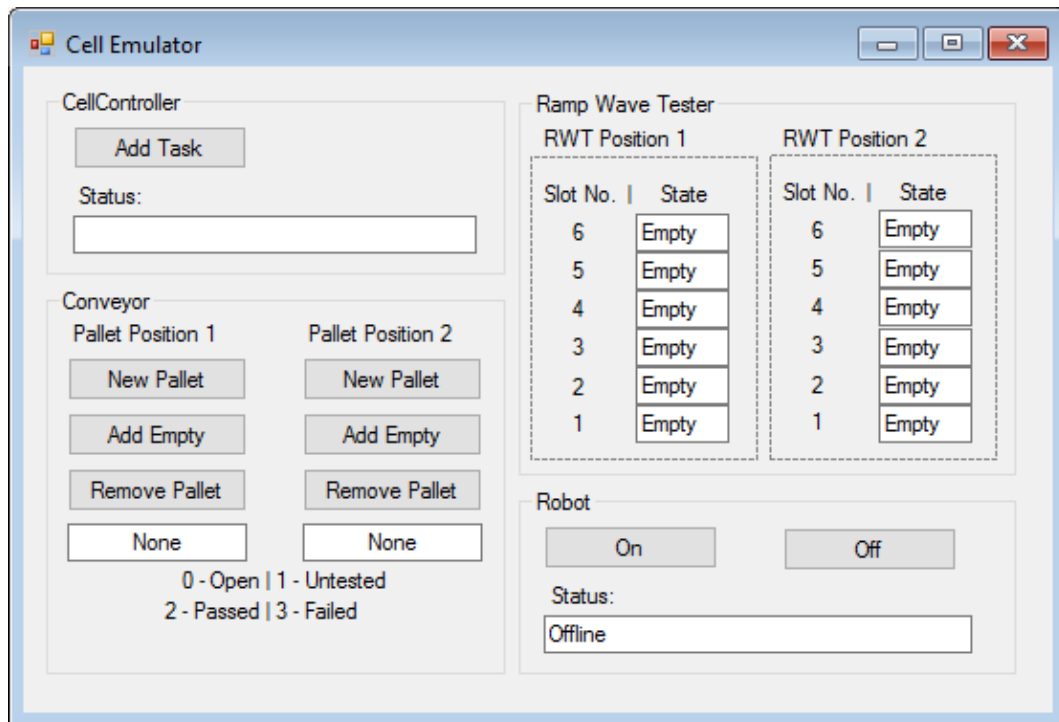 Cell Emulator
CellController
Add Task
Status:
Conveyor
Pallet Position 1
Pallet Position 2
New Pallet
New Pallet
Add Empty
Add Empty
Remove Pallet
Remove Pallet
None
None
0 - Open | 1 - Untested
2 - Passed | 3 - Failed
Ramp Wave Tester
RWT Position 1
RWT Position 2
Slot No. | State
6 Empty
5 Empty
4 Empty
3 Empty
2 Empty
1 Empty
Slot No. | State
6 Empty
5 Empty
4 Empty
3 Empty
2 Empty
1 Empty
Robot
On
Off
Status:
Offline